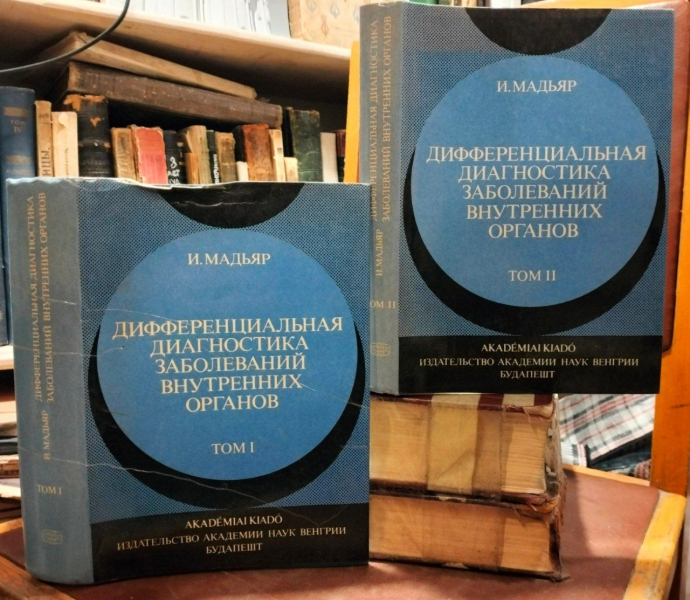 И. МАДЬЯР
ДИФФЕРЕНЦИАЛЬНАЯ
ДИАГНОСТИКА
ЗАБОЛЕВАНИЙ
ВНУТРЕННИХ
ОРГАНОВ
ТОМ I
AKADÉMIAI KIADÓ
ИЗДАТЕЛЬСТВО АКАДЕМИИ НАУК ВЕНГРИИ
БУДАПЕШТ
И. МАДЬЯР ДИФФЕРЕНЦИАЛЬНАЯ ДИАГНОСТИКА
ЗАБОЛЕВАНИЙ ВНУТРЕННИХ ОРГАНОВ
ТОМ I
И. МАДЬЯР
ДИФФЕРЕНЦИАЛЬНАЯ
ДИАГНОСТИКА
ЗАБОЛЕВАНИЙ
ВНУТРЕННИХ
ОРГАНОВ
ТОМ II
AKADÉMIAI KIADÓ
ИЗДАТЕЛЬСТВО АКАДЕМИИ НАУК ВЕНГРИИ
БУДАПЕШТ
И. МАДЬЯР ДИФФЕРЕНЦИАЛЬНАЯ ДИАГНОСТИКА
ЗАБОЛЕВАНИЙ ВНУТРЕННИХ ОРГАНОВ
ТОМ II